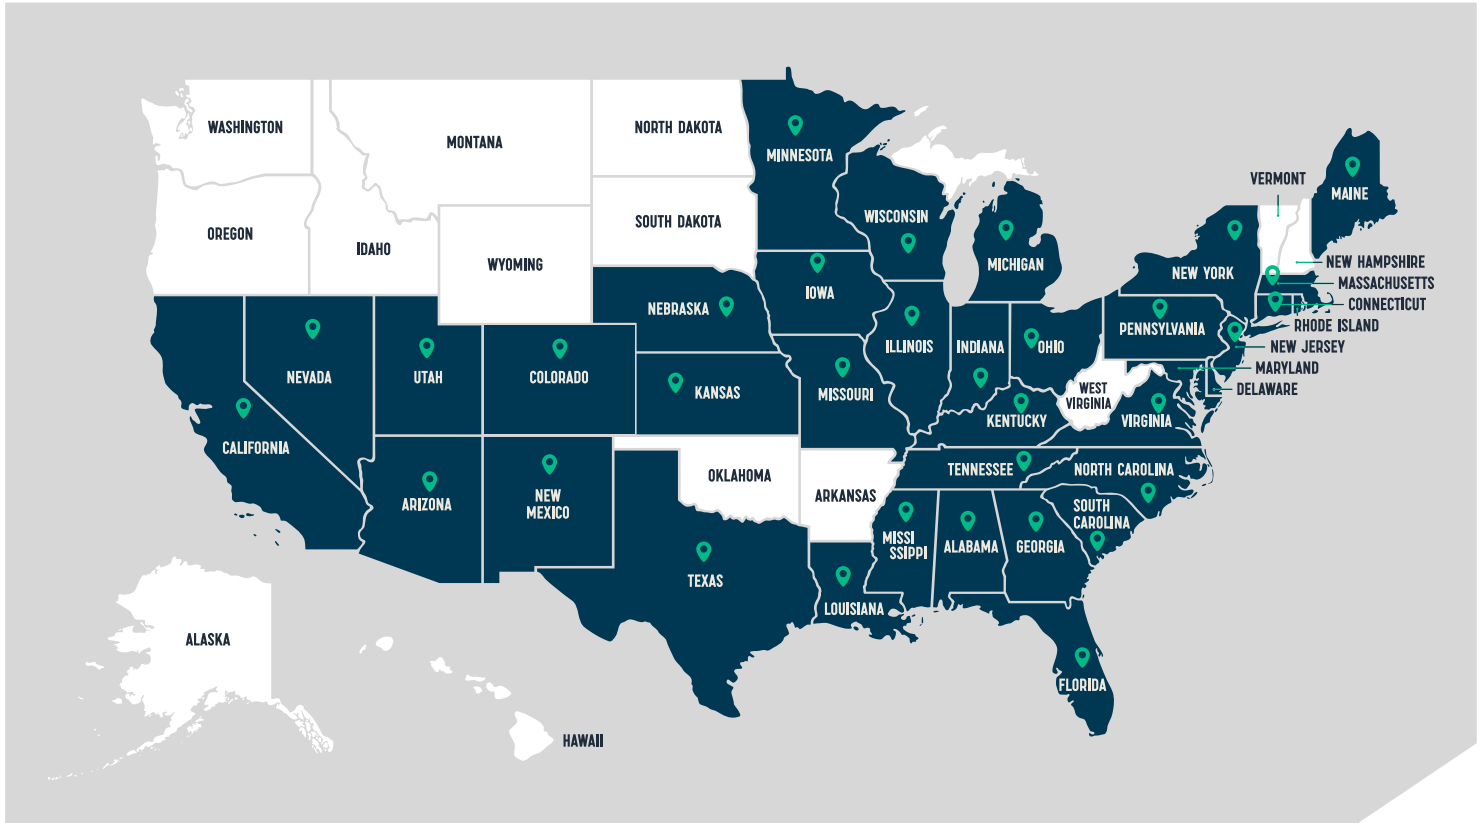 WASHINGTON
MONTANA
NORTH DAKOTA
MINNESOTA
VERMONT
MAINE
OREGON
IDAHO
WYOMING
SOUTH DAKOTA
WISCONSIN
MICHIGAN
NEW YORK
NEW HAMPSHIRE
MASSACHUSETTS
CONNECTICUT
RHODE ISLAND
NEW JERSEY
MARYLAND
DELAWARE
NEBRASKA
IOWA
PENNSYLVANIA
ILLINOIS
INDIANA
OHIO
NEVADA
UTAH
COLORADO
KANSAS
MISSOURI
WEST
VIRGINIA
KENTUCKY
VIRGINIA
CALIFORNIA
TENNESSEE
NORTH CAROLINA
ARIZONA
NEW
MEXICO
OKLAHOMA
ARKANSAS
SOUTH
CAROLINA
MISSI
SSIPPI
ALABAMA
GEORGIA
TEXAS
LOUISIANA
FLORIDA
ALASKA
HAWAII